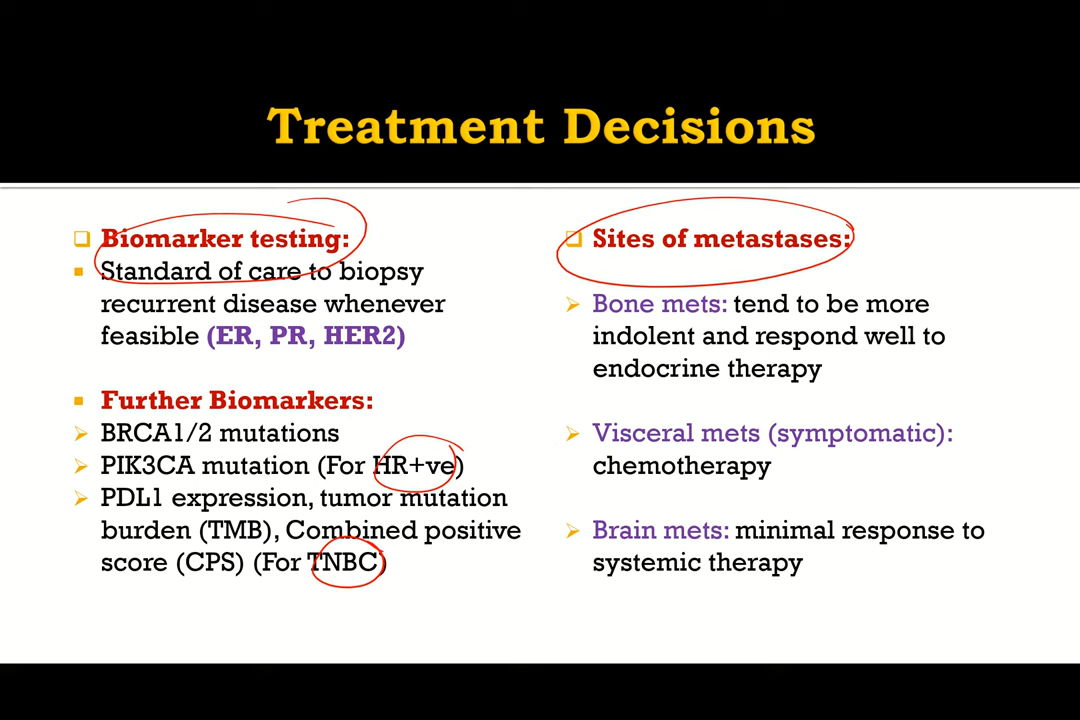 Treatment Decisions
Biomarker testing:
Standard of care to biopsy
recurrent disease whenever
feasible (ER, PR, HER2)
Further Biomarkers:
BRCA1/2 mutations
PIK3CA mutation (For HR+ve)
PDL1 expression, tumor mutation
burden (TMB), Combined positive
score (CPS) (For TNBC)
Sites of metastases:
Bone mets: tend to be more
indolent and respond well to
endocrine therapy
Visceral mets (symptomatic):
chemotherapy
Brain mets: minimal response to
systemic therapy